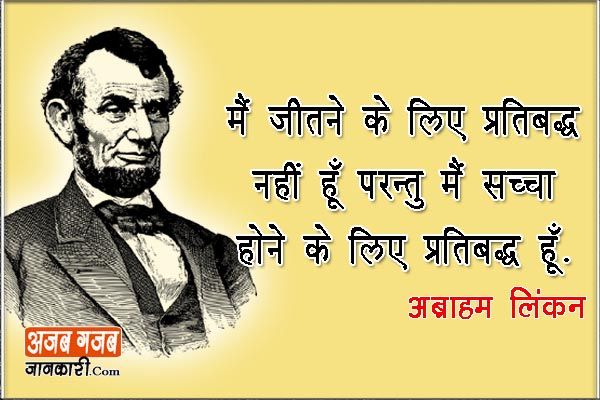 मैं जीतने के लिए प्रतिबद्ध
नहीं हूँ परन्तु मैं सच्चा
होने के लिए प्रतिबद्ध हूँ.
अब्राहम लिंकन
अजब गजब
जानकारी.Com